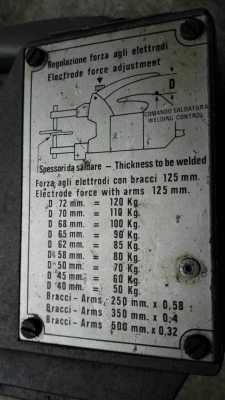 Regolazione forza agli elettrodi
Electrode force adjustment
D
COMANDO SALDATURA
WELDING CONTROL
Spessori da saldare - Thickness to be welded
Forza agli elettrodi con bracci 125 mm.
Electrode force with arms 125 mm.
D 72 mm. = 120 Kg.
D 70 mm. = 110 Kg.
D 68 mm. = 100 Kg.
D 65 mm. = 90 Kg.
D 62 mm. = 85 Kg.
D 58 mm. = 80 Kg.
D 50 mm. = 70 Kg.
D 45 mm. = 60 Kg.
D 40 mm. = 50 Kg.
Bracci - Arms 250 mm. x 0,58
Bracci - Arms 350 mm. x 0,4
Bracci - Arms 500 mm. x 0,32